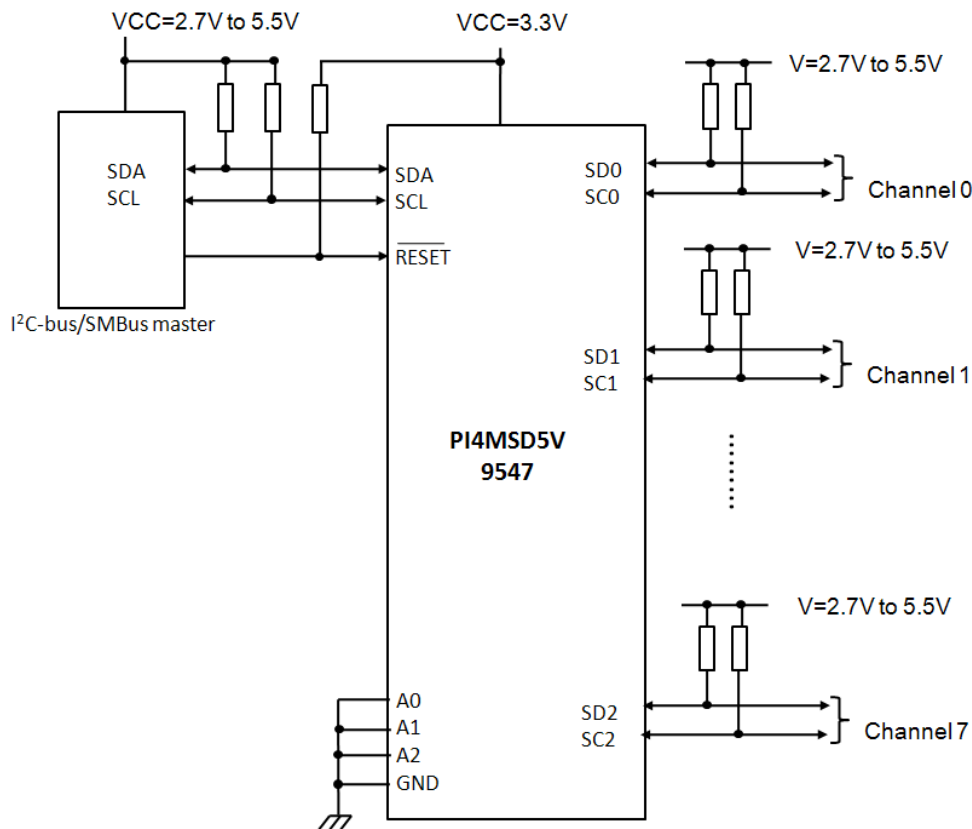 VCC=2.7V to 5.5V
VCC=3.3V
V=2.7V to 5.5V
SDA
SCL
SDA
SCL
RESET
SD0
SC0
Channel 0
I²C-bus/SMBus master
V=2.7V to 5.5V
SD1
SC1
Channel 1
PI4MSD5V
9547
V=2.7V to 5.5V
A0
A1
A2
GND
SD2
SC2
Channel 7